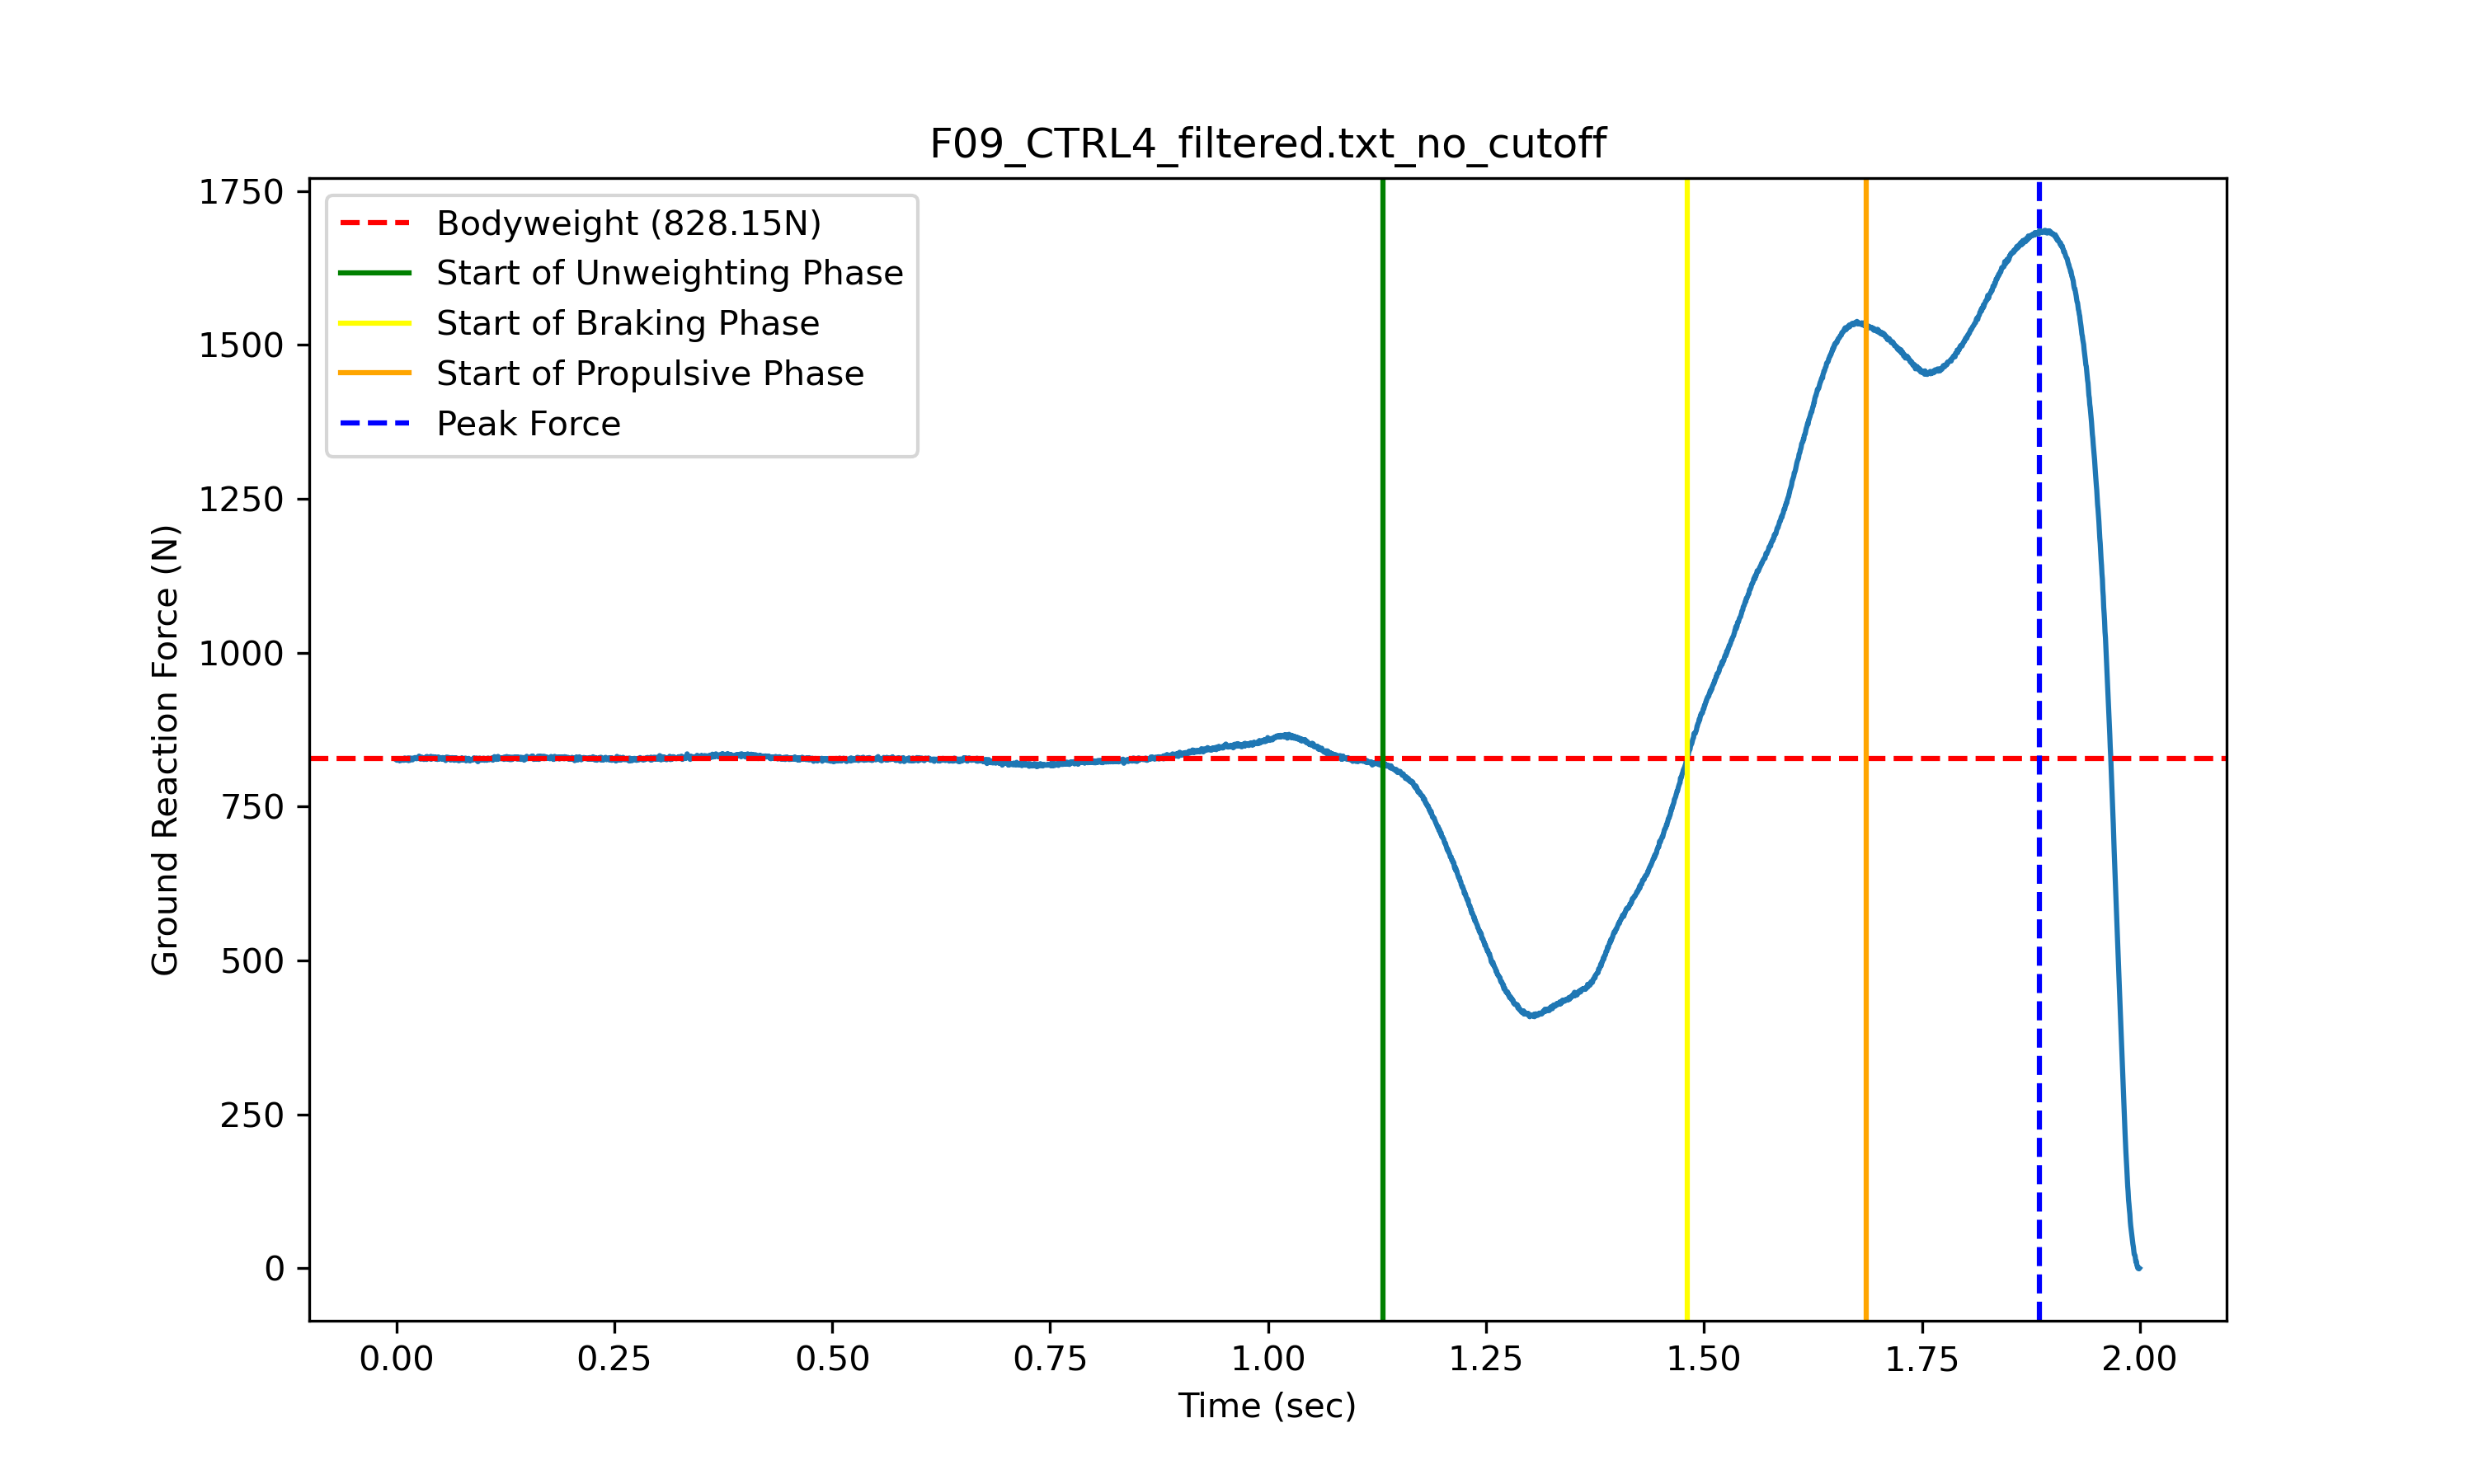 F09_CTRL4_filtered.txt_no_cutoff
Bodyweight (828.15N)
Start of Unweighting Phase
Start of Braking Phase
Start of Propulsive Phase
Peak Force
1750
1500
1250
1000
750
500
250
0
Ground Reaction Force (N)
0.00 0.25 0.50 0.75 1.00 1.25 1.50 1.75 2.00
Time (sec)